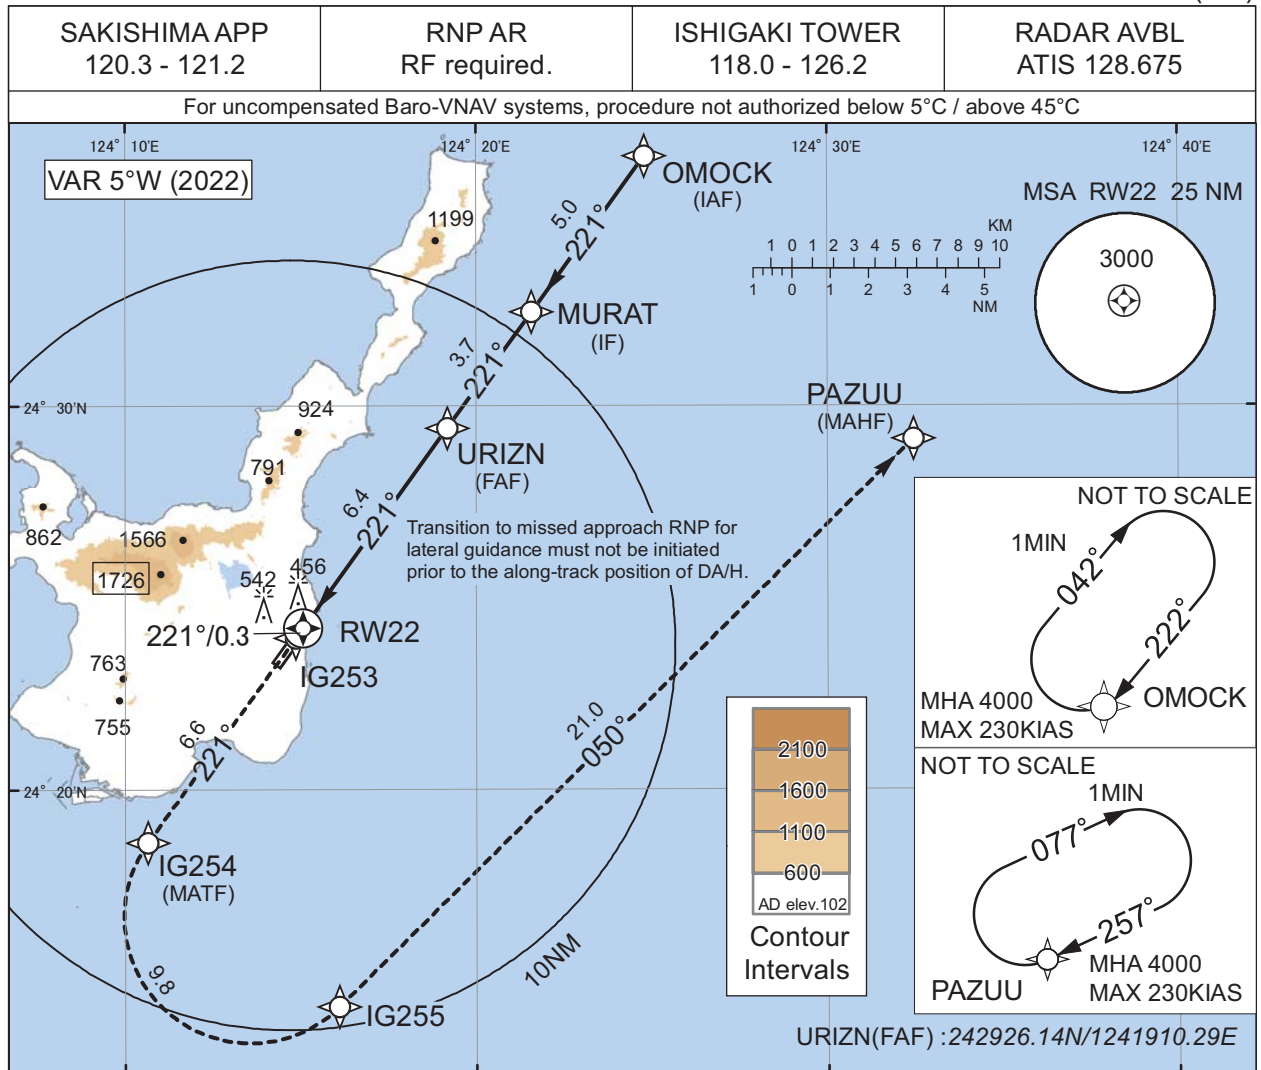 SAKISHIMA APP
120.3 - 121.2
RNP AR
RF required.
ISHIGAKI TOWER
118.0 - 126.2
RADAR AVBL
ATIS 128.675
For uncompensated Baro-VNAV systems, procedure not authorized below 5°C / above 45°C
124° 10'E
124° 20'E
124° 30'E
124° 40'E
VAR 5°W (2022)
OMOCK
(IAF)
MSA RW22 25 NM
3000
1199
5.0
221°
KM
1 0 1 2 3 4 5 6 7 8 9 10
1 0 1 2 3 4 5
NM
MURAT
(IF)
3.7
221°
PAZUU
(MAHF)
24° 30'N
924
URIZN
(FAF)
791
6.4
221°
862
1566
1726
542
456
Transition to missed approach RNP for
lateral guidance must not be initiated
prior to the along-track position of DA/H.
221°/0.3
RW22
IG253
763
755
6.6
221°
21.0
050°
24° 20'N
IG254
(MATF)
9.8
IG255
10NM
2100
1600
1100
600
AD elev.102
Contour
Intervals
NOT TO SCALE
1MIN
042°
222°
MHA 4000
MAX 230KIAS
OMOCK
NOT TO SCALE
1MIN
077°
257°
PAZUU
MHA 4000
MAX 230KIAS
URIZN(FAF) :242926.14N/1241910.29E